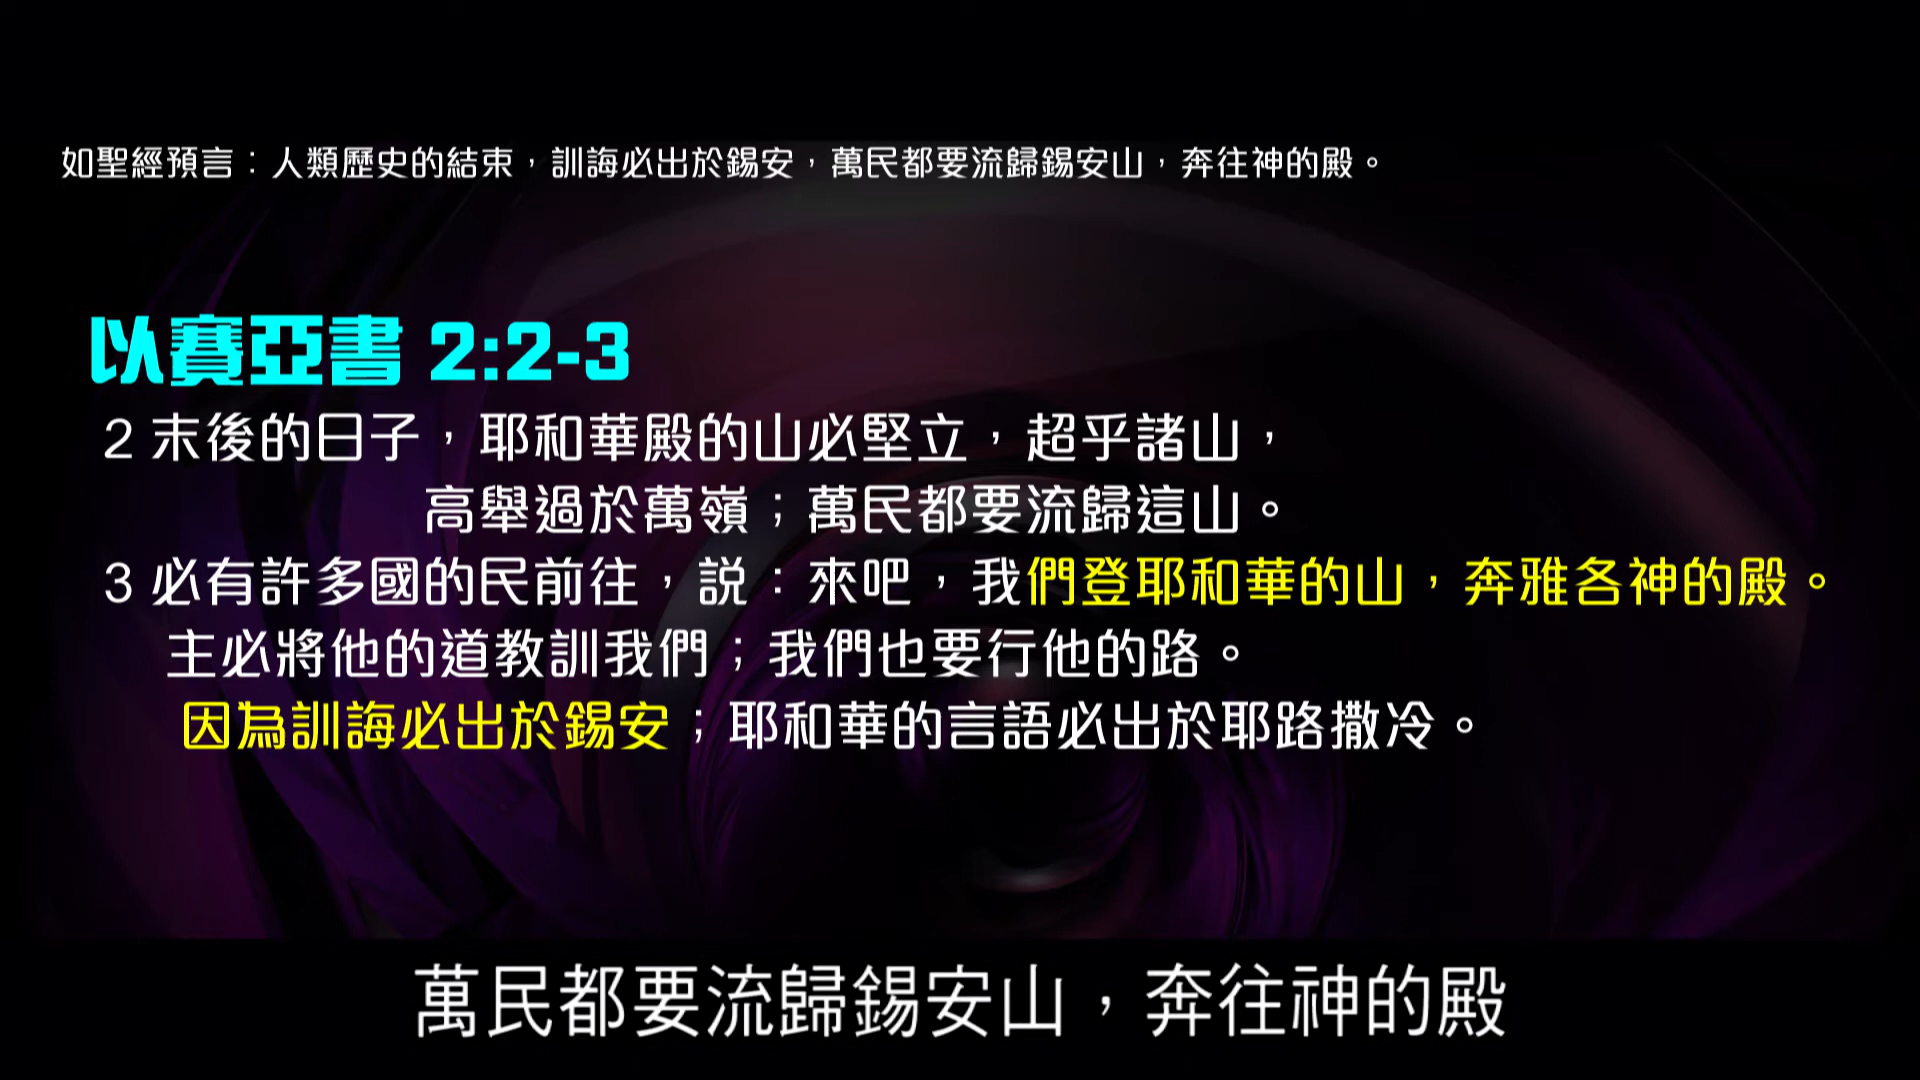 如聖經預言：人類歷史的結束，訓誨必出於錫安，萬民都要流歸錫安山，奔往神的殿。
以賽亞書 2:2-3
2 末後的日子，耶和華殿的山必堅立，超乎諸山，
高舉過於萬嶺；萬民都要流歸這山。
3 必有許多國的民前往，説：來吧，我們登耶和華的山，奔雅各神的殿。
主必將他的道教訓我們；我們也要行他的路。
因為訓誨必出於錫安；耶和華的言語必出於耶路撒冷。
萬民都要流歸錫安山，奔往神的殿